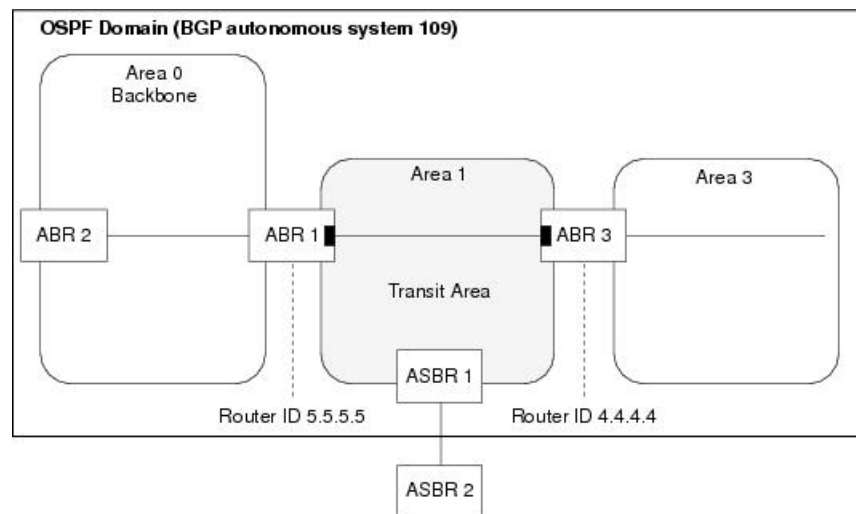 OSPF Domain (BGP autonomous system 109)
Area 0
Backbone
Area 1
Area 3
ABR 2
ABR 1
ABR 3
Transit Area
ASBR 1
Router ID 5.5.5.5
Router ID 4.4.4.4
ASBR 2